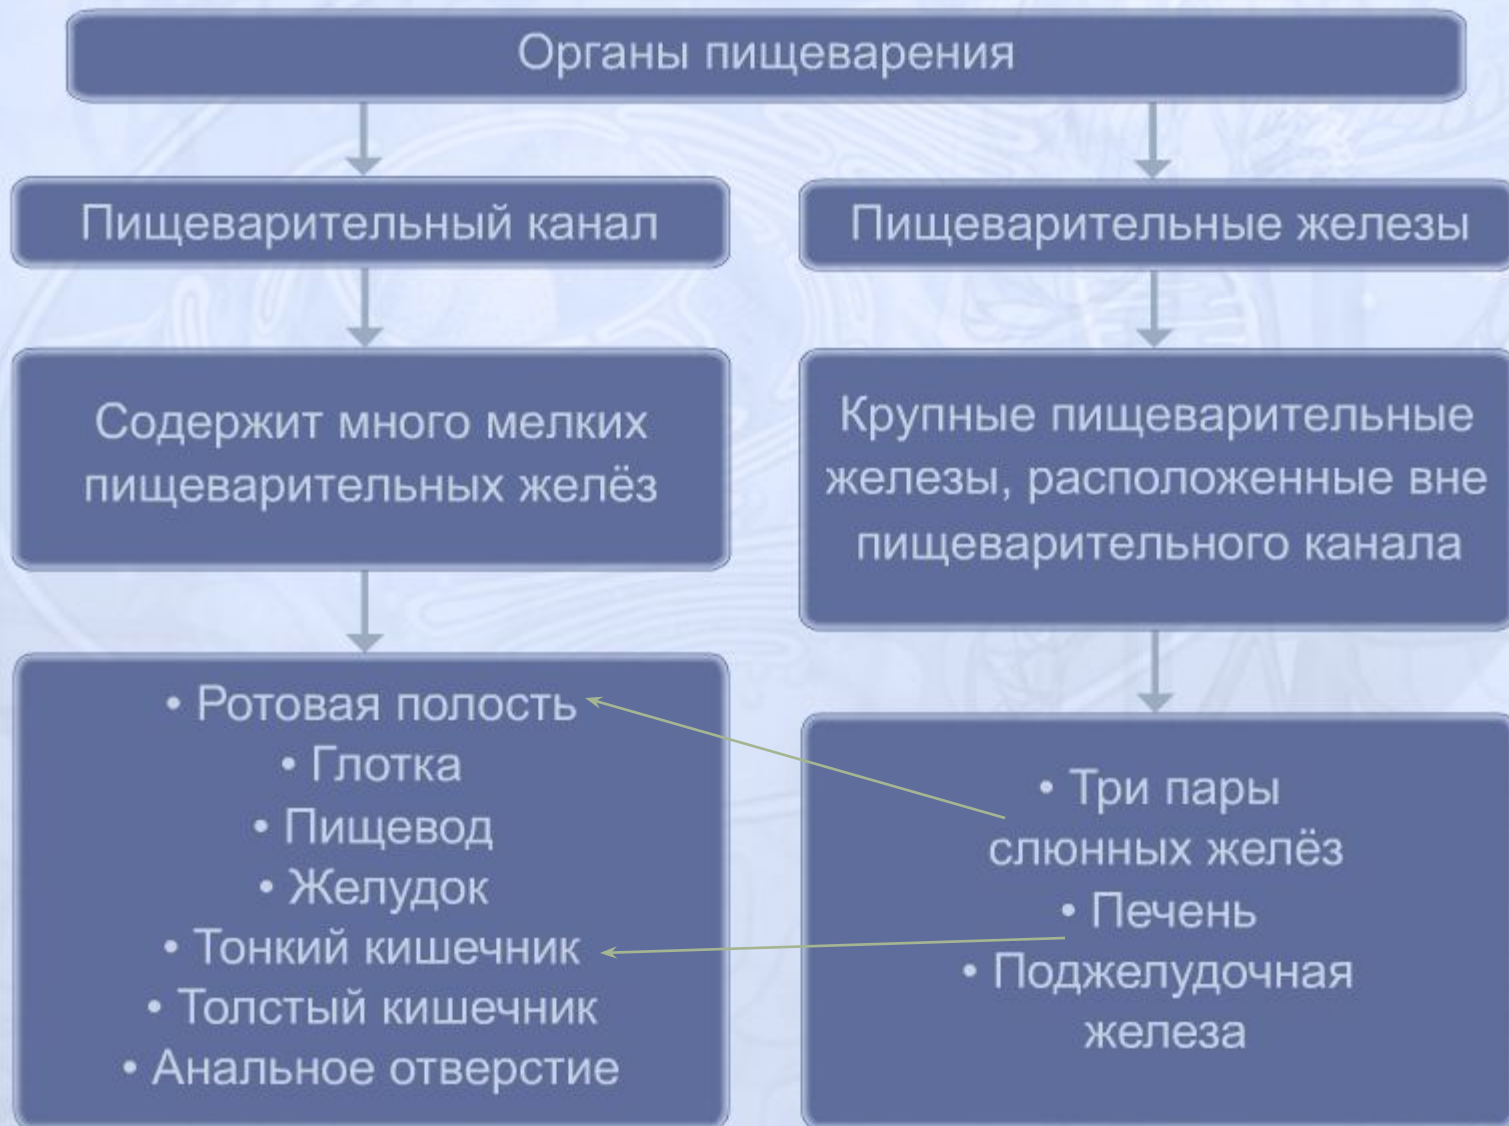 Органы пищеварения
Пищеварительный канал
Содержит много мелких
пищеварительных желёз
• Ротовая полость
• Глотка
• Пищевод
• Желудок
• Тонкий кишечник
• Толстый кишечник
• Анальное отверстие
Пищеварительные железы
Крупные пищеварительные
железы, расположенные вне
пищеварительного канала
• Три пары
слюнных желёз
• Печень
• Поджелудочная
железа